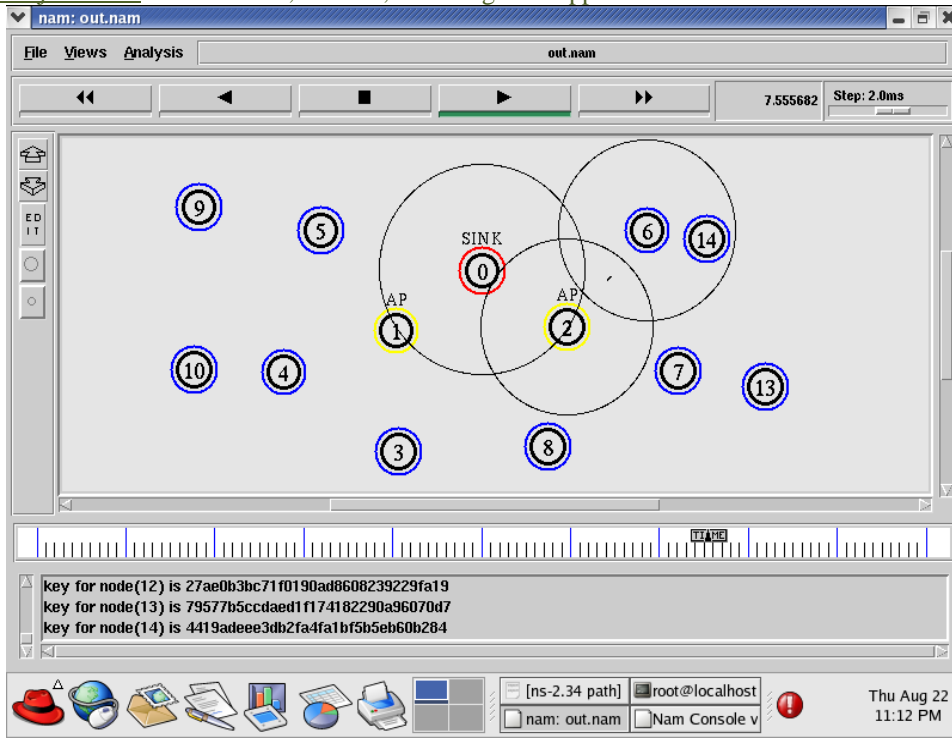 nam: out.nam
File Views Analysis out.nam
7.555682 Step: 2.0ms
ED
IT
9
5
SINK
0
6
14
AP
1
AP
2
10
4
7
13
3
8
TIME
key for node(12) is 27ae0b3bc71f0190ad8608239229fa19
key for node(13) is 79577b5ccdaed1f174182290a96070d7
key for node(14) is 4419adeee3db2fa4fa1bf5b5eb60b284
[ns-2.34 path] root@localhost
nam: out.nam Nam Console v
Thu Aug 22
11:12 PM